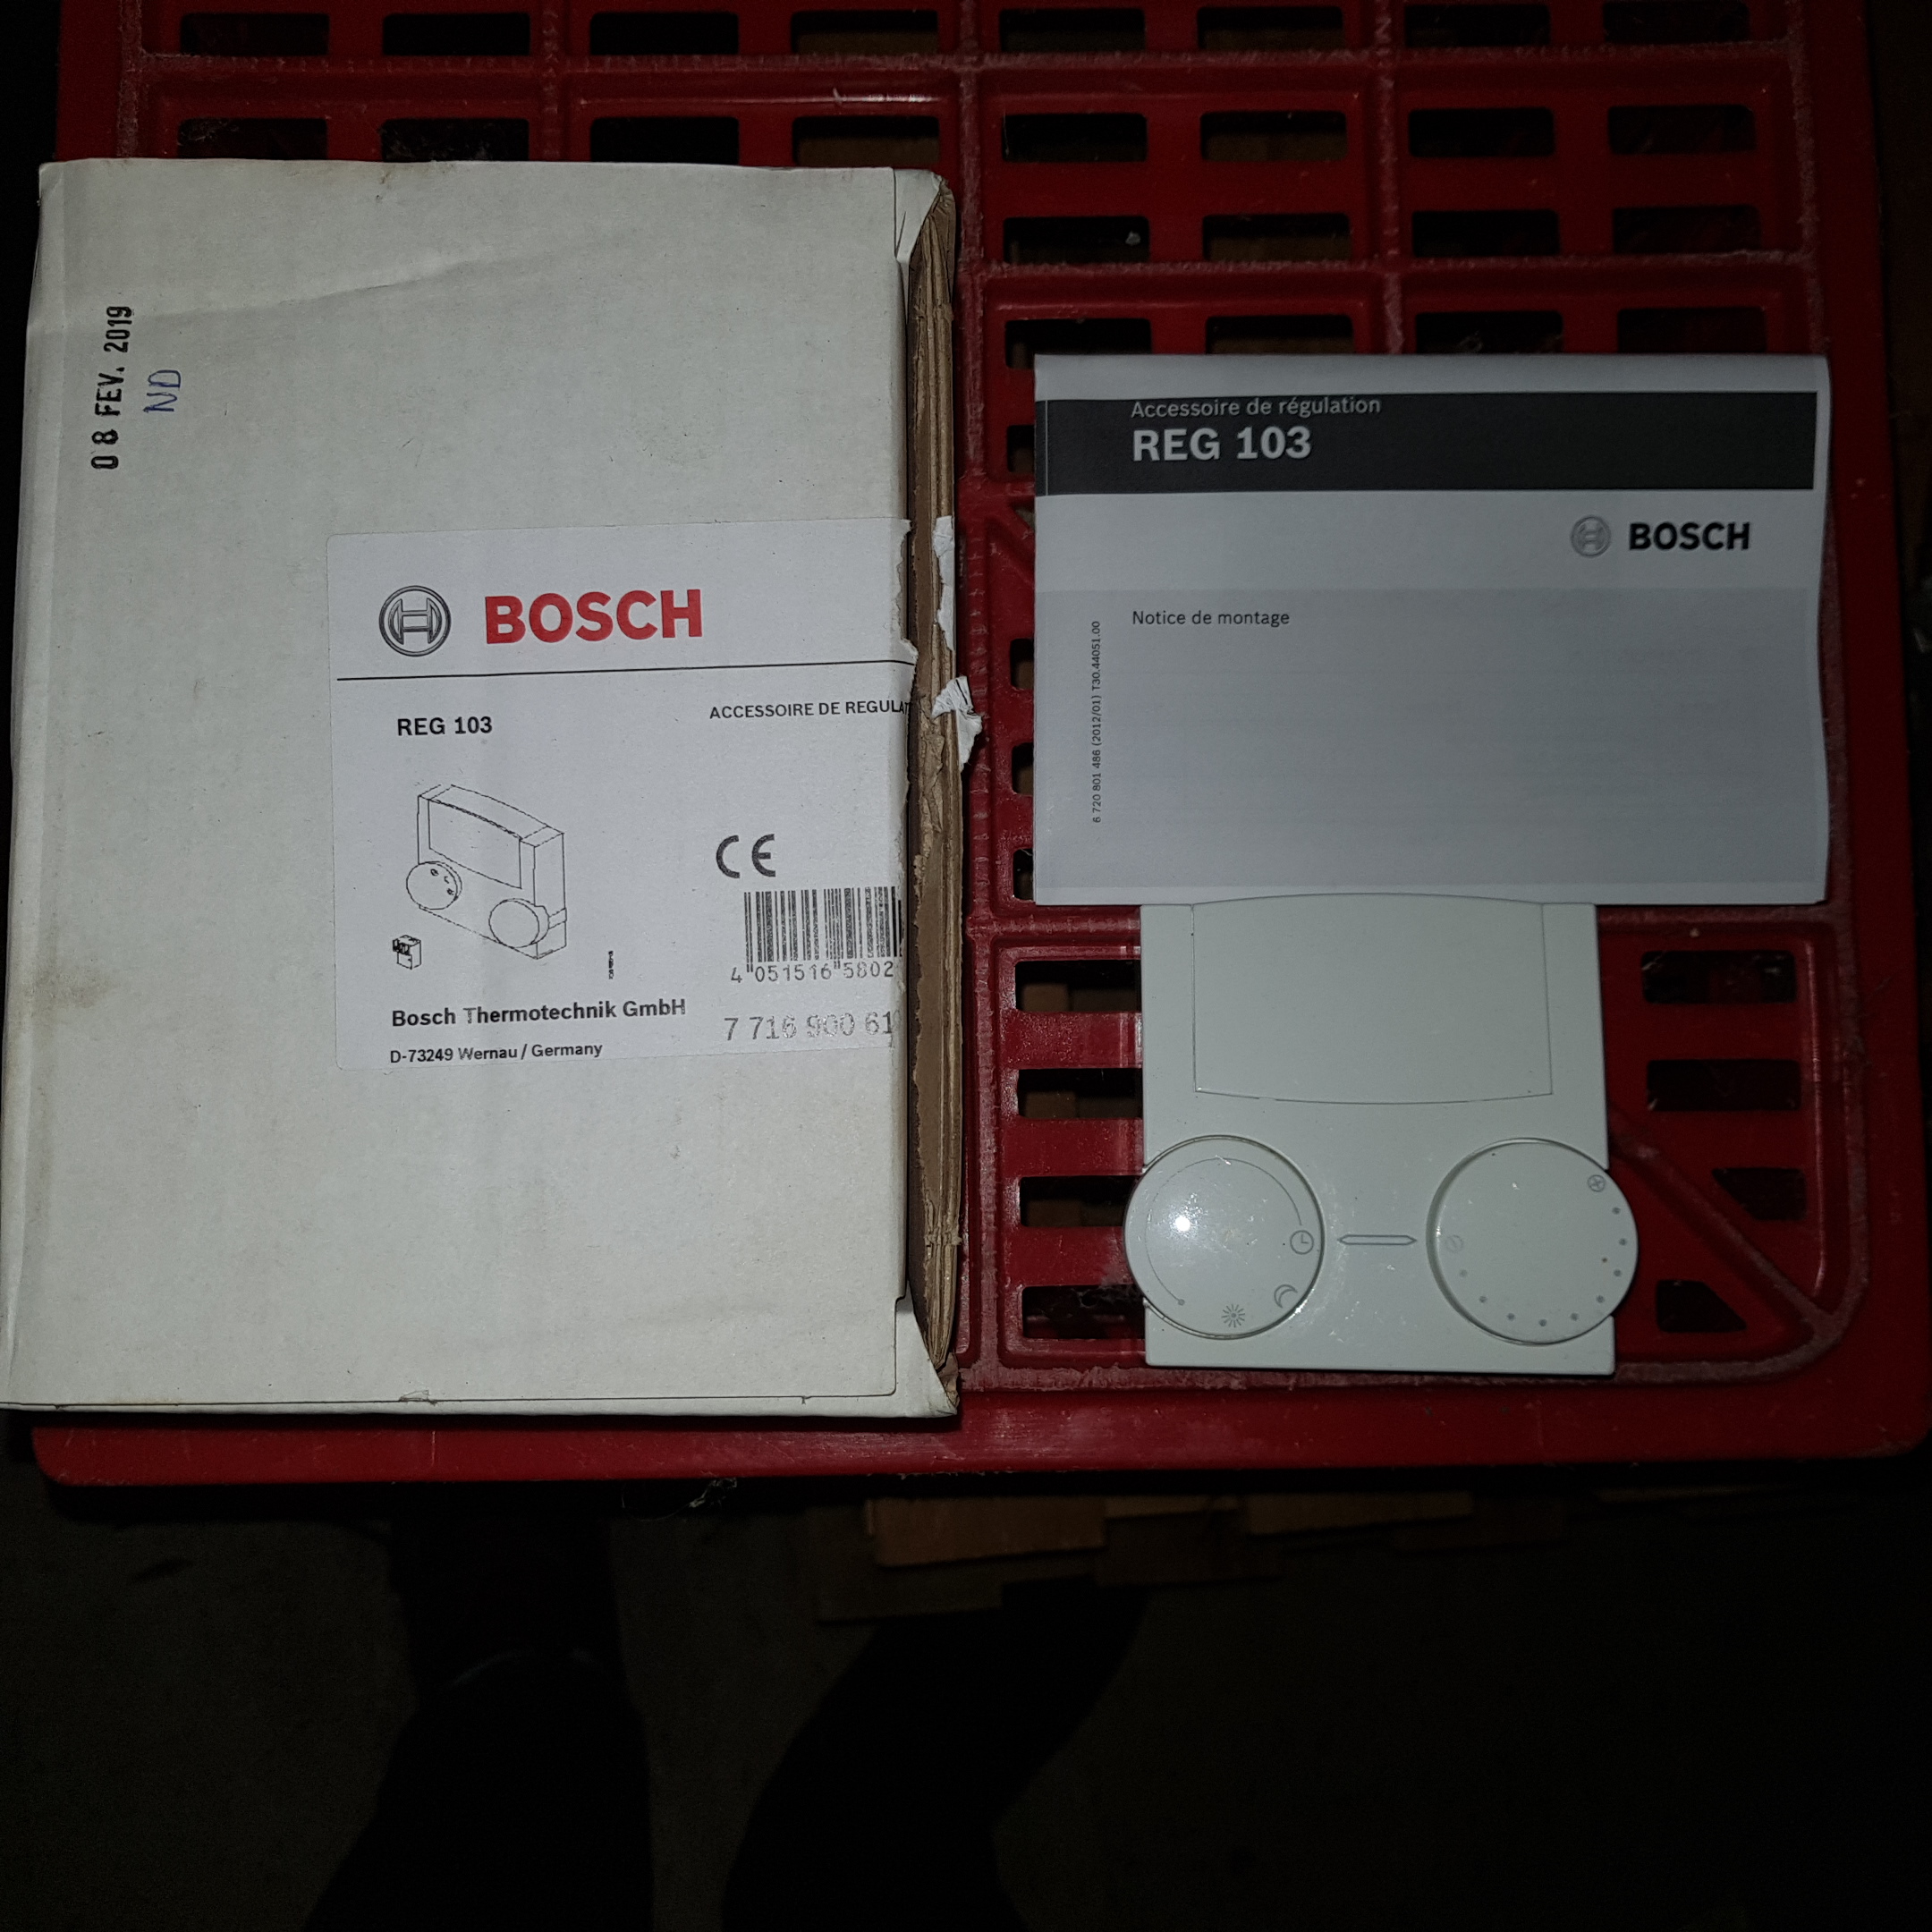 0 8 FEV. 2019
ND
BOSCH
REG 103
ACCESSOIRE DE REGULAT
CE
4 051516 5802
Bosch Thermotechnik GmbH
7 716 900 61
D-73249 Wernau / Germany
Accessoire de régulation
REG 103
BOSCH
Notice de montage
6 720 801 486 (2012/01) T30.44051.00